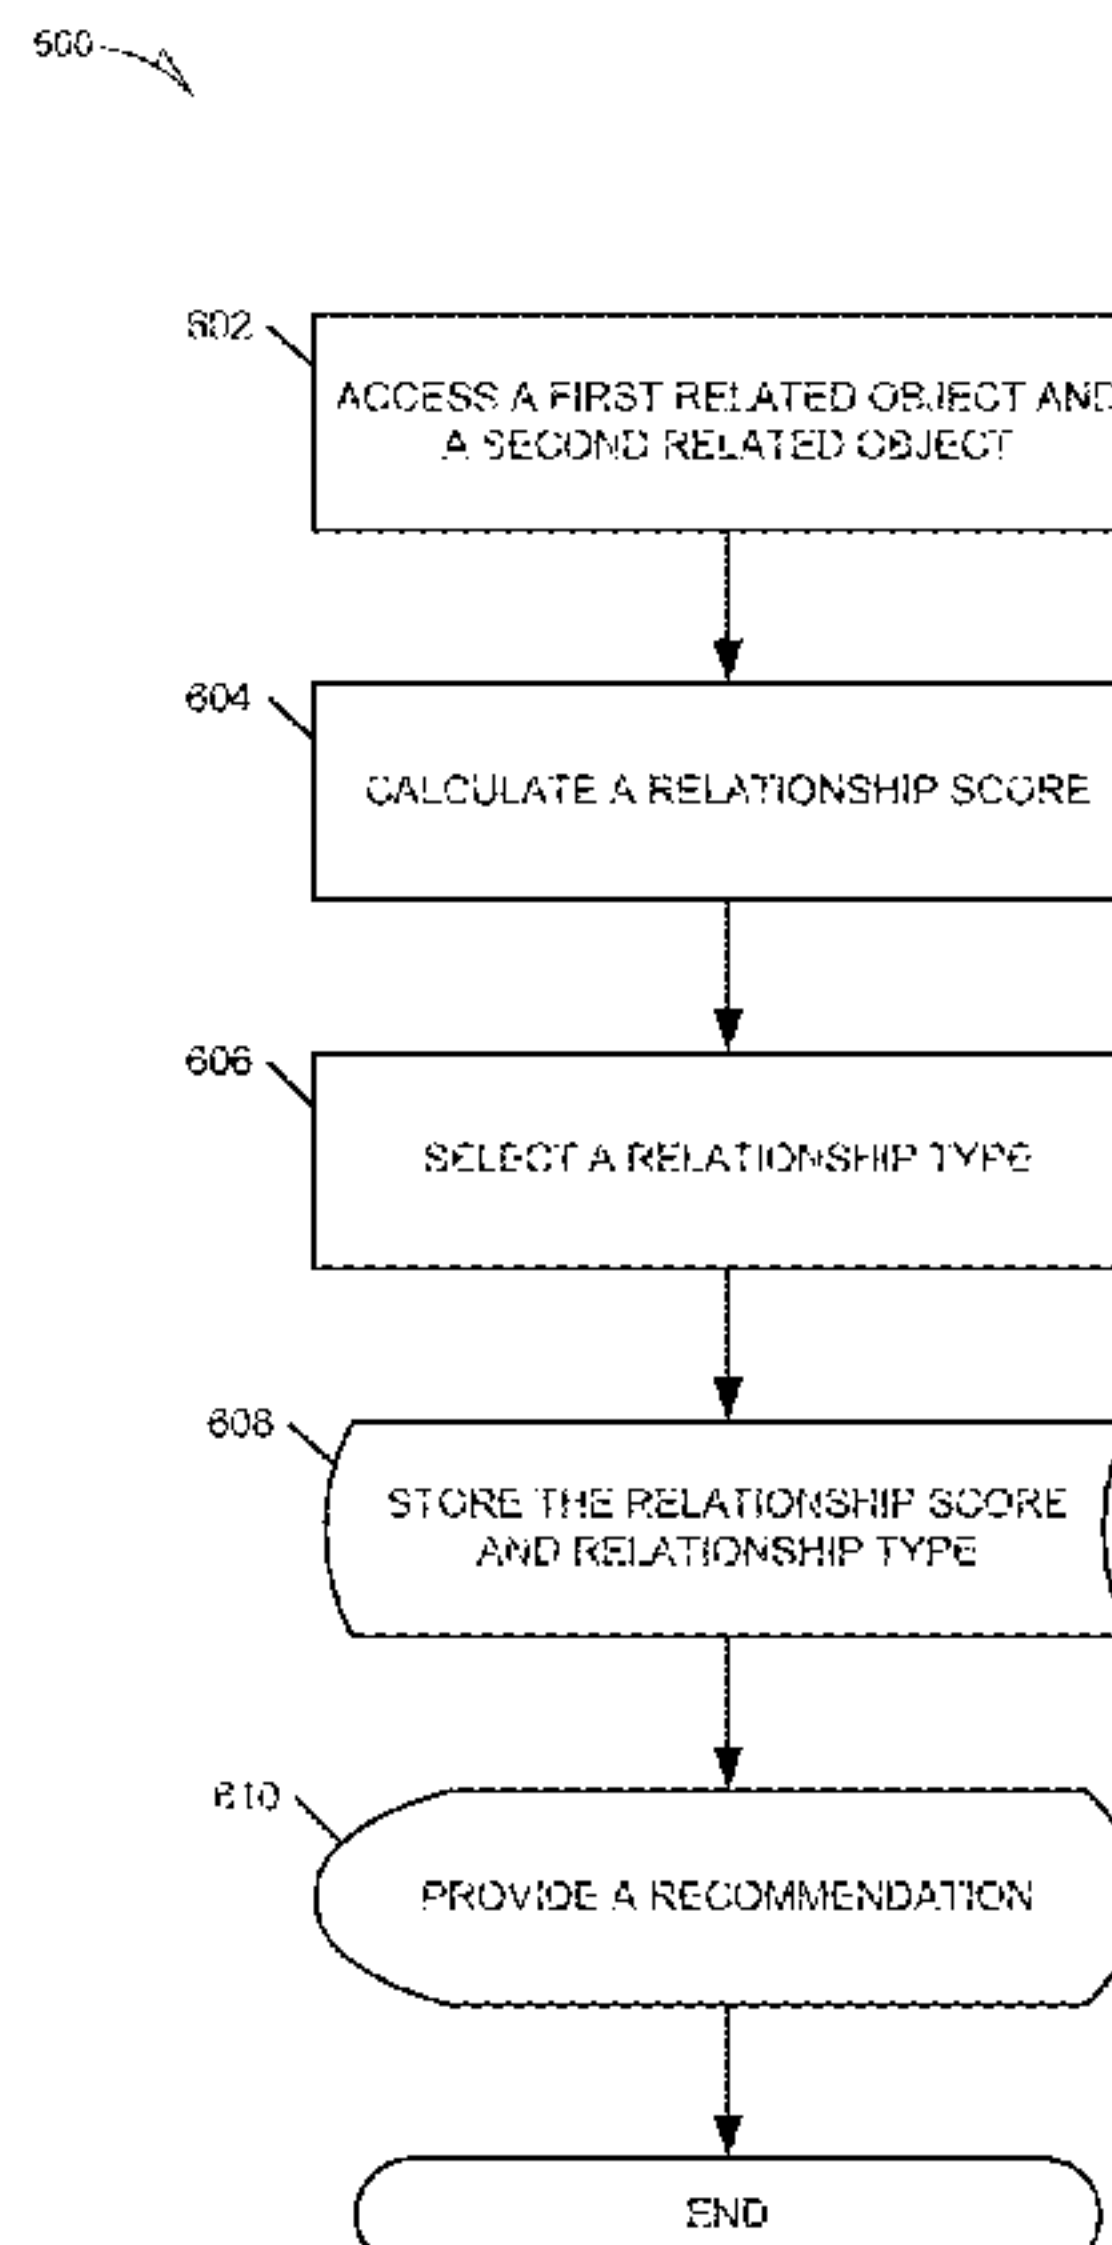 600
602
ACCESS A FIRST RELATED OBJECT AND
A SECOND RELATED OBJECT
604
CALCULATE A RELATIONSHIP SCORE
606
SELECT A RELATIONSHIP TYPE
608
STORE THE RELATIONSHIP SCORE
AND RELATIONSHIP TYPE
610
PROVIDE A RECOMMENDATION
END